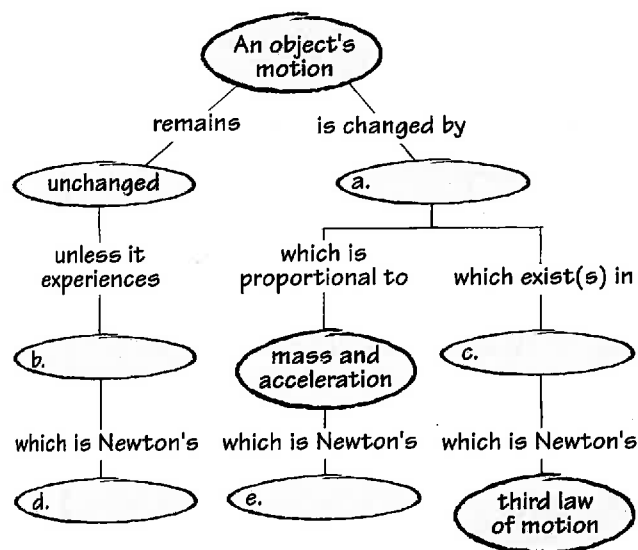 An object's
motion
remains
is changed by
unchanged
a.
unless it
experiences
which is
proportional to
which exist(s) in
b.
mass and
acceleration
c.
which is Newton's
which is Newton's
which is Newton's
d.
e.
third law
of motion